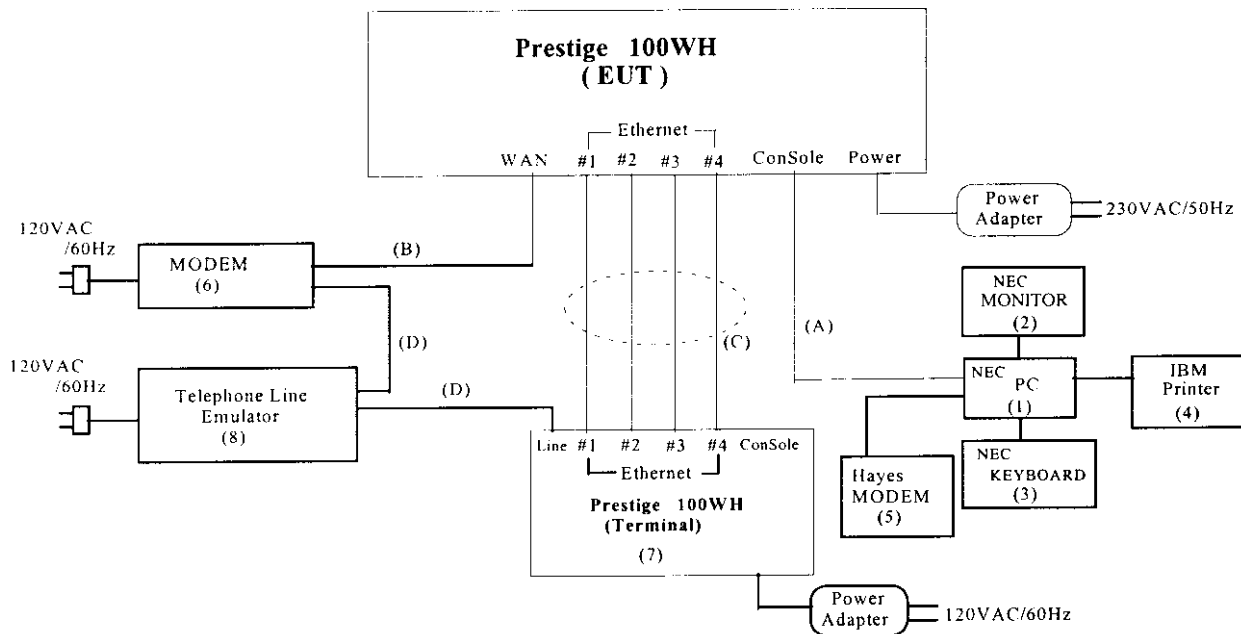 Prestige 100WH
( EUT )
Ethernet
WAN #1 #2 #3 #4 ConSole Power
Power
Adapter
230VAC/50Hz
120VAC
/60Hz
MODEM
(6)
(B)
(D)
(C)
(A)
NEC
MONITOR
(2)
120VAC
/60Hz
Telephone Line
Emulator
(8)
(D)
NEC
PC
(1)
IBM
Printer
(4)
Line #1 #2 #3 #4 ConSole
Ethernet
Prestige 100WH
(Terminal)
(7)
Hayes
MODEM
(5)
NEC
KEYBOARD
(3)
Power
Adapter
120VAC/60Hz